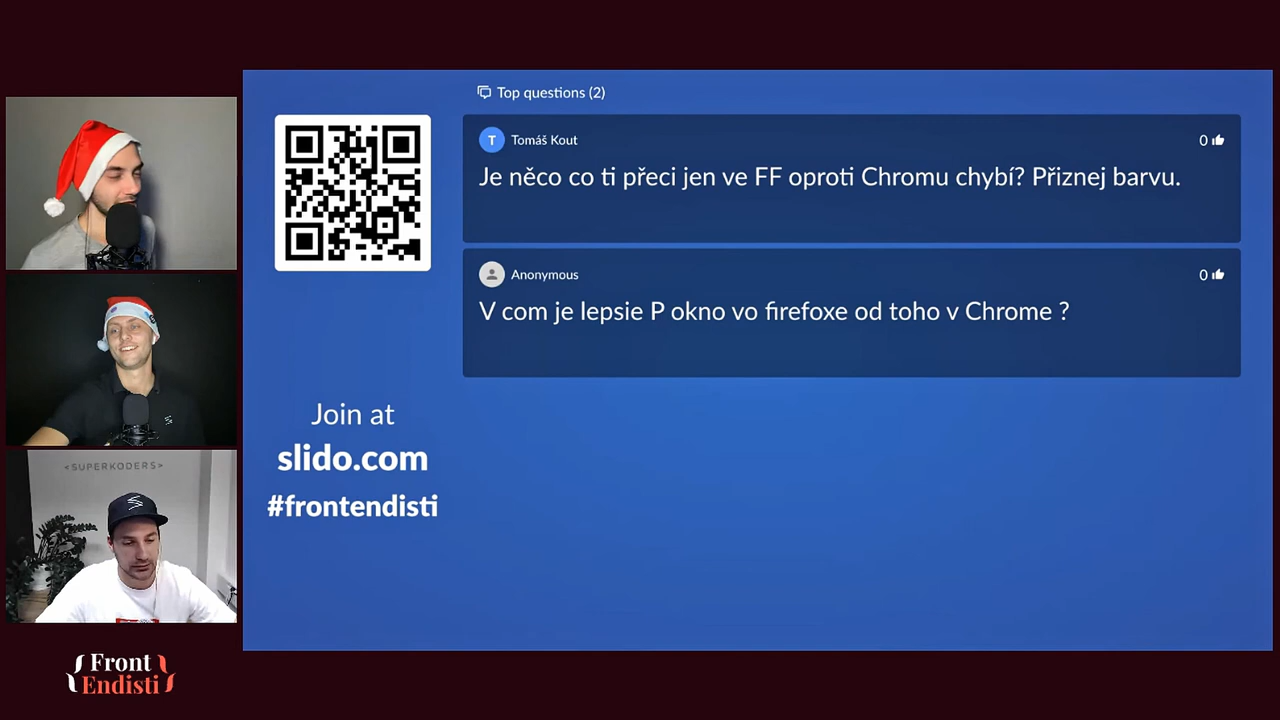 Top questions (2)
T
Tomáš Kout
0
Je něco co ti přeci jen ve FF oproti Chromu chybí? Přiznej barvu.
Anonymous
0
V com je lepsie P okno vo firefoxe od toho v Chrome ?
Join at
slido.com
#frontendisti
<SUPERKODERS>
{Front
Endisti}